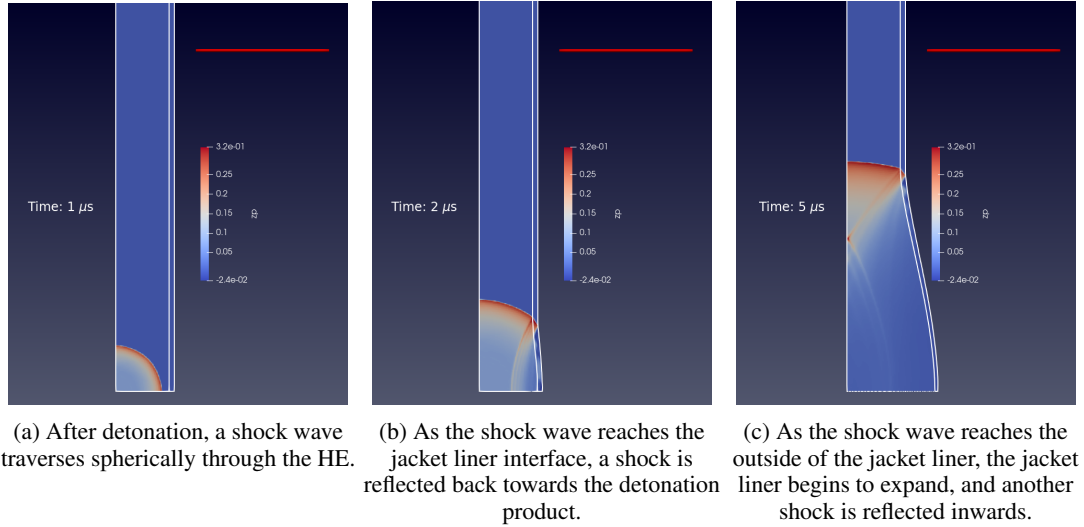 3.2e-01
0.25
0.2
Time: 1 μs
0.15
zp
0.1
0.05
-2.4e-02
3.2e-01
0.25
0.2
Time: 2 μs
0.15
zp
0.1
0.05
-2.4e-02
3.2e-01
0.25
0.2
Time: 5 μs
0.15
zp
0.1
0.05
-2.4e-02
(a) After detonation, a shock wave
traverses spherically through the HE.
(b) As the shock wave reaches the
jacket liner interface, a shock is
reflected back towards the detonation
product.
(c) As the shock wave reaches the
outside of the jacket liner, the jacket
liner begins to expand, and another
shock is reflected inwards.